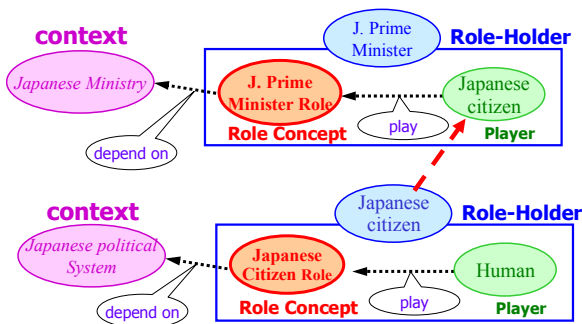 context
J. Prime
Minister
Role-Holder
Japanese Ministry
J. Prime
Minister Role
Japanese
citizen
Role Concept
play
Player
depend on
context
Japanese
citizen
Role-Holder
Japanese political
System
Japanese
Citizen Role
Human
Role Concept
play
Player
depend on